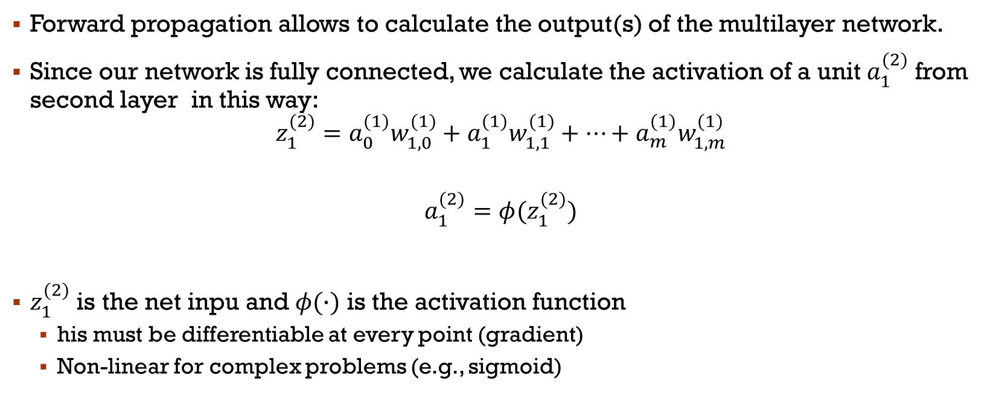 ▪ Forward propagation allows to calculate the output(s) of the multilayer network.
▪ Since our network is fully connected, we calculate the activation of a unit $a_1^{(2)}$ from
second layer in this way:
$z_1^{(2)} = a_0^{(1)} w_{1,0}^{(1)} + a_1^{(1)} w_{1,1}^{(1)} + \cdots + a_m^{(1)} w_{1,m}^{(1)}$
$a_1^{(2)} = \phi(z_1^{(2)})$
▪ $z_1^{(2)}$ is the net inpu and $\phi(\cdot)$ is the activation function
▪ his must be differentiable at every point (gradient)
▪ Non-linear for complex problems (e.g., sigmoid)